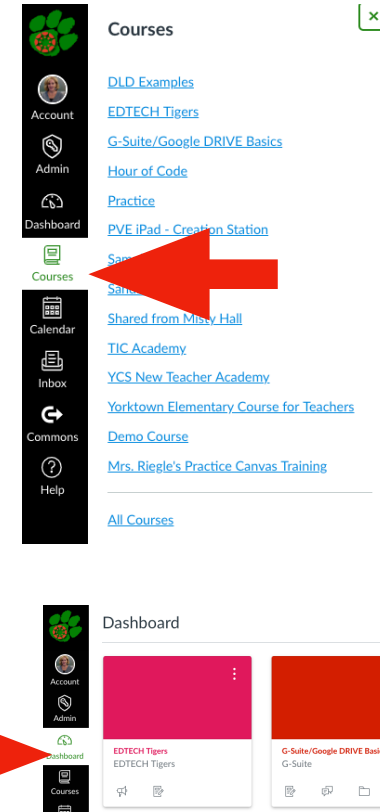 Courses
DLD Examples
Account
EDTECH Tigers
G-Suite/Google DRIVE Basics
Admin
Hour of Code
Practice
Dashboard
PVE iPad - Creation Station
Courses
Shared from Misty Hall
Calendar
TIC Academy
YCS New Teacher Academy
Inbox
Yorktown Elementary Course for Teachers
Commons
Demo Course
Mrs. Riegle's Practice Canvas Training
Help
All Courses
Dashboard
Account
Admin
Dashboard
EDTECH Tigers
G-Suite/Google DRIVE
EDTECH Tigers
G-Suite
Courses